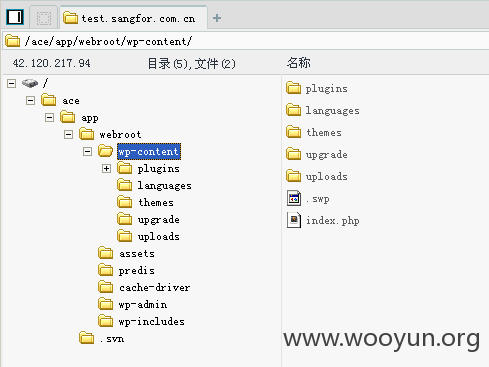 test.sangfor.com.cn
/ace/app/webroot/wp-content/
42.120.217.94 目录(5),文件(2) 名称
/
ace
app
webroot
wp-content
plugins
languages
themes
upgrade
uploads
assets
predis
cache-driver
wp-admin
wp-includes
.svn
plugins
languages
themes
upgrade
uploads
.swp
index.php
www.wooyun.org